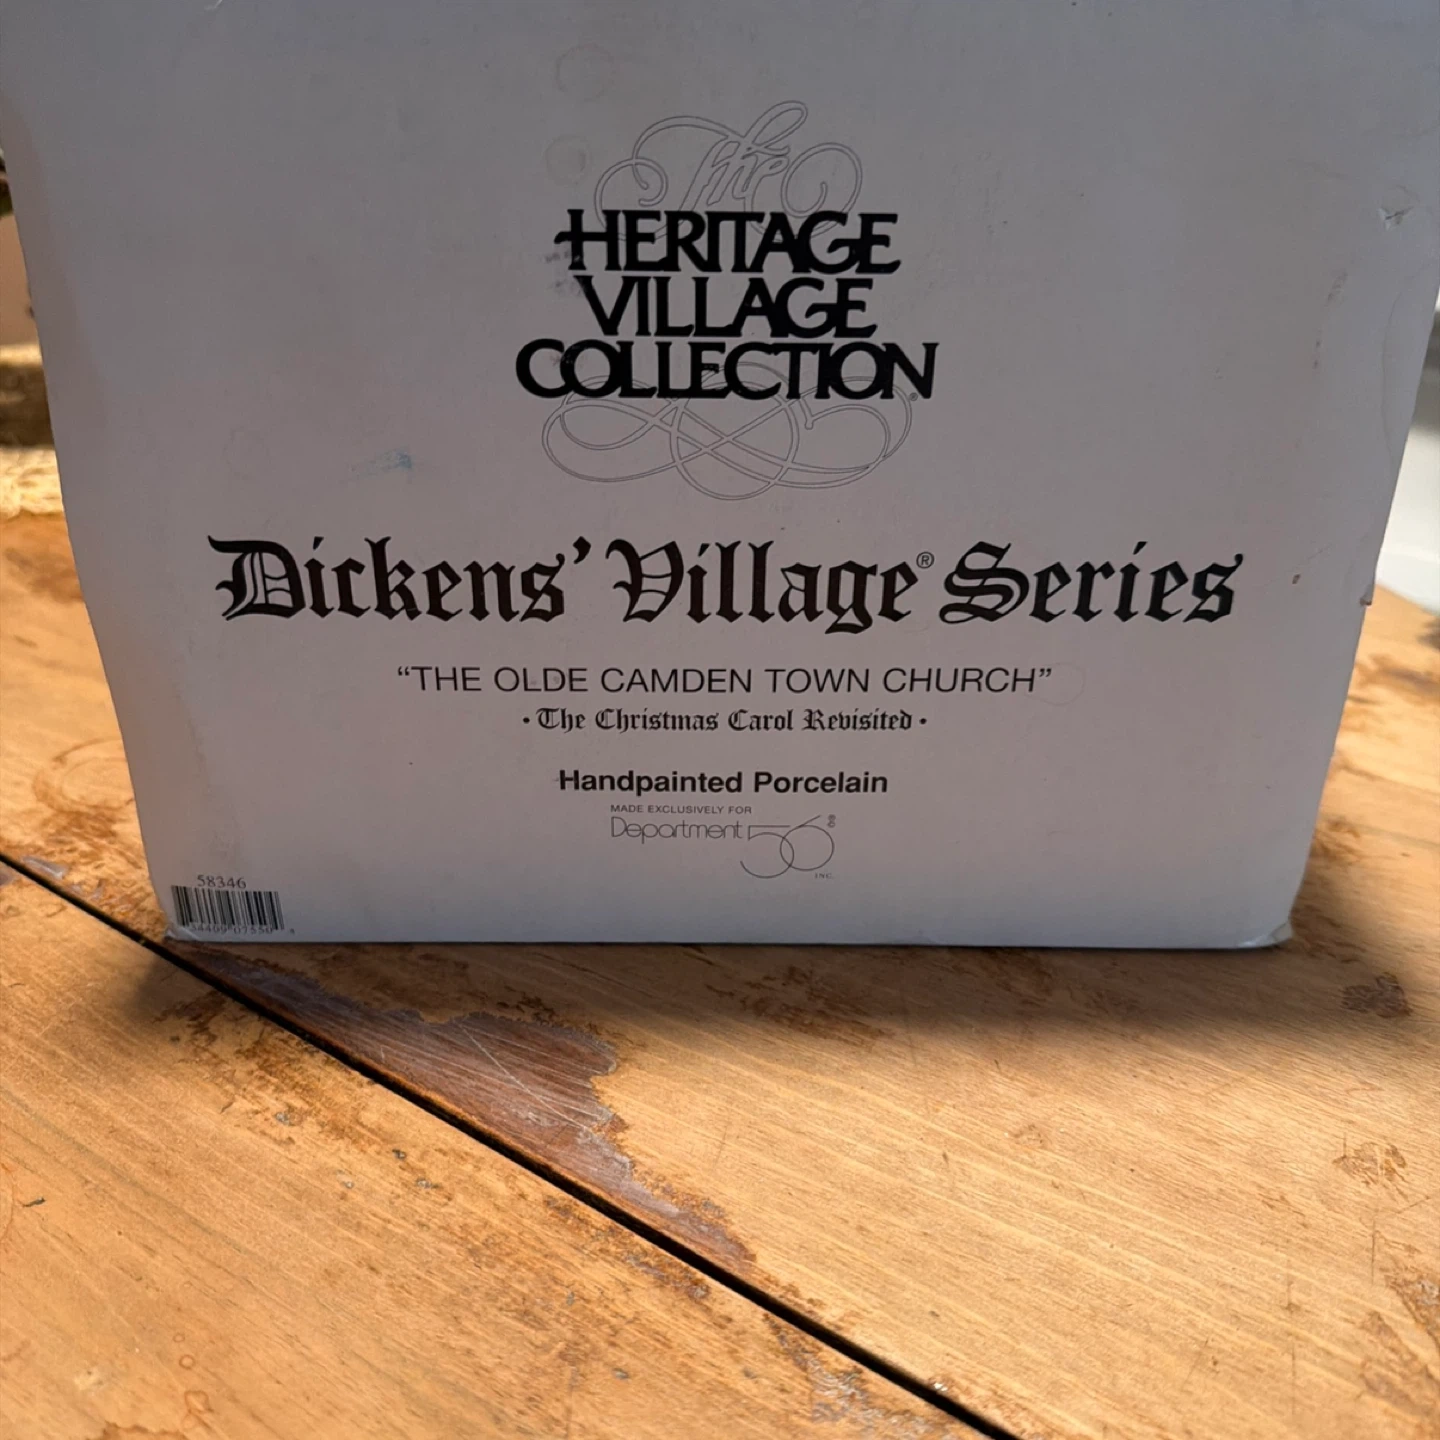 The
HERITAGE
VILLAGE
COLLECTION®
Dickens' Village® Series
“THE OLDE CAMDEN TOWN CHURCH”
• The Christmas Carol Revisited •
Handpainted Porcelain
MADE EXCLUSIVELY FOR
Department 56®
INC.
58346